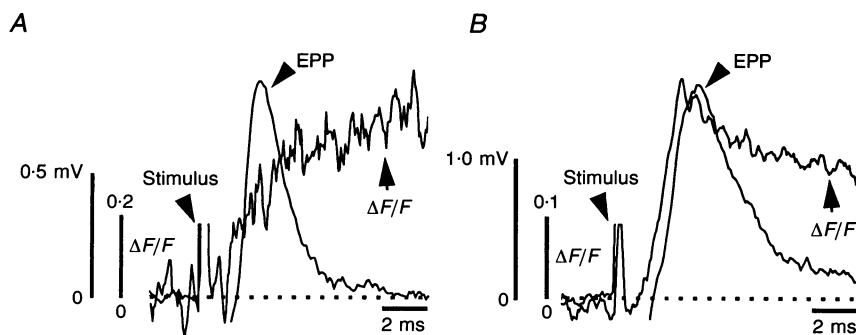 A
EPP
0·5 mV
Stimulus
0·2
ΔF/F
ΔF/F
0
0
2 ms
B
EPP
1·0 mV
Stimulus
0·1
ΔF/F
ΔF/F
0
0
2 ms